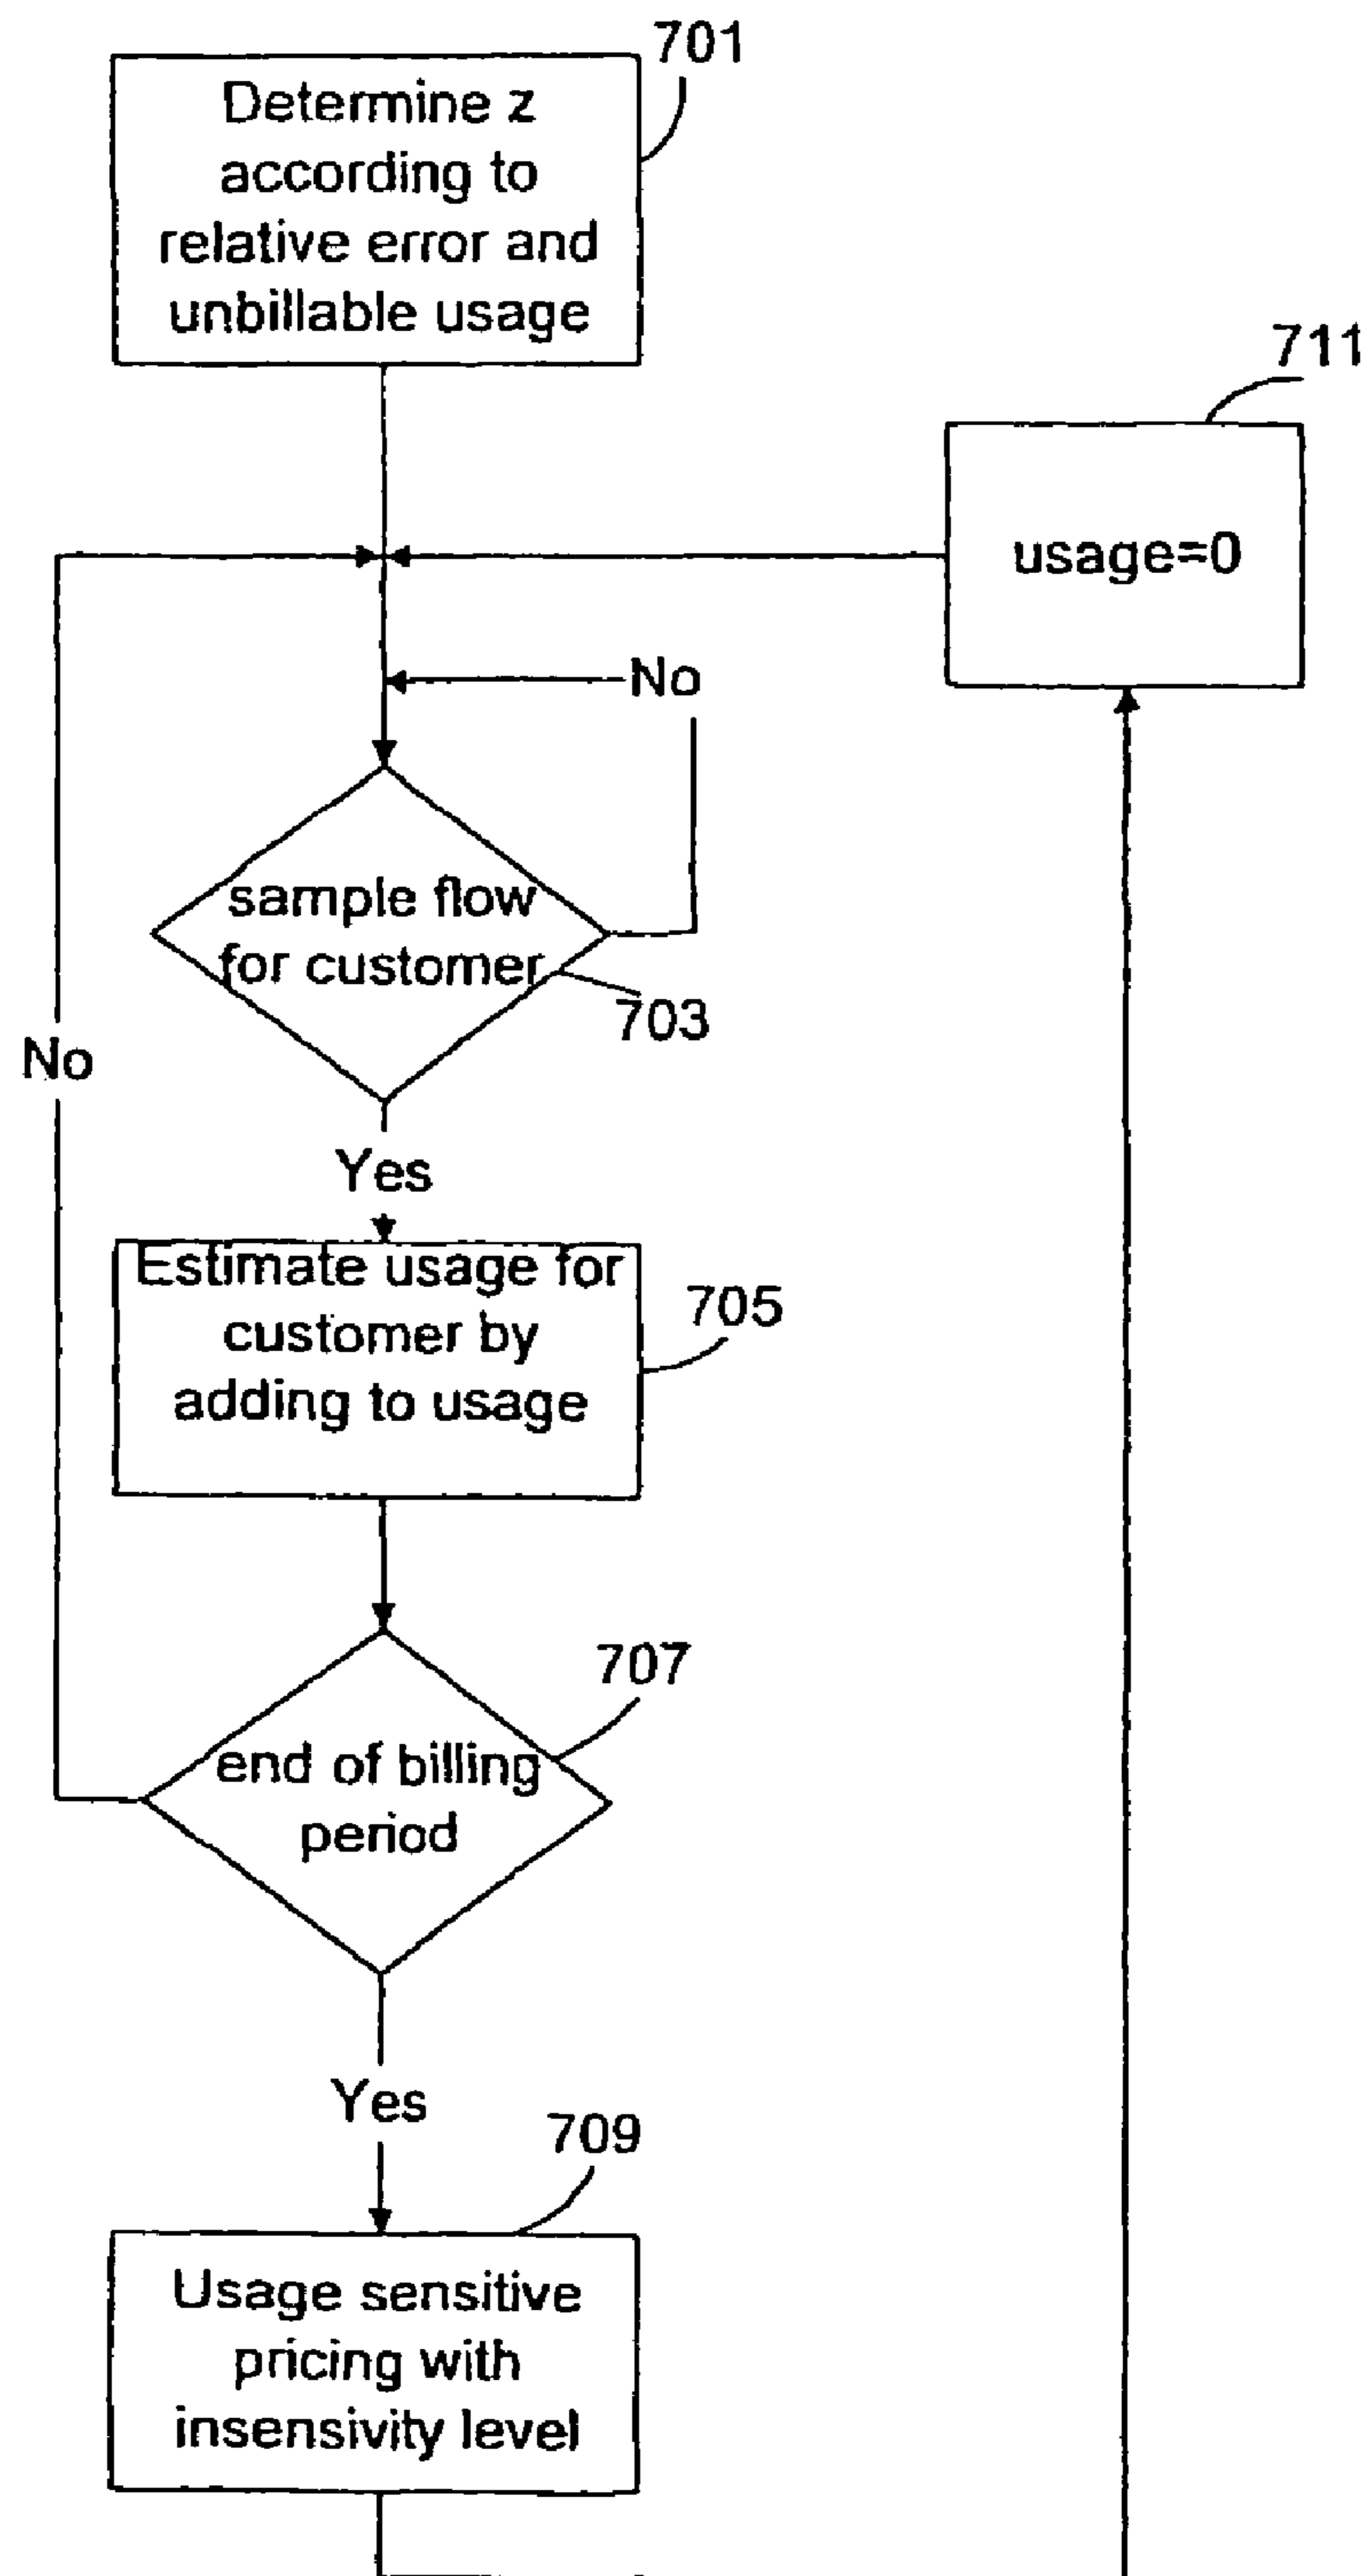 701
Determine z
according to
relative error and
unbillable usage
711
usage=0
No
sample flow
for customer
703
No
Yes
Estimate usage for
customer by
adding to usage
705
707
end of billing
period
Yes
709
Usage sensitive
pricing with
insensivity level